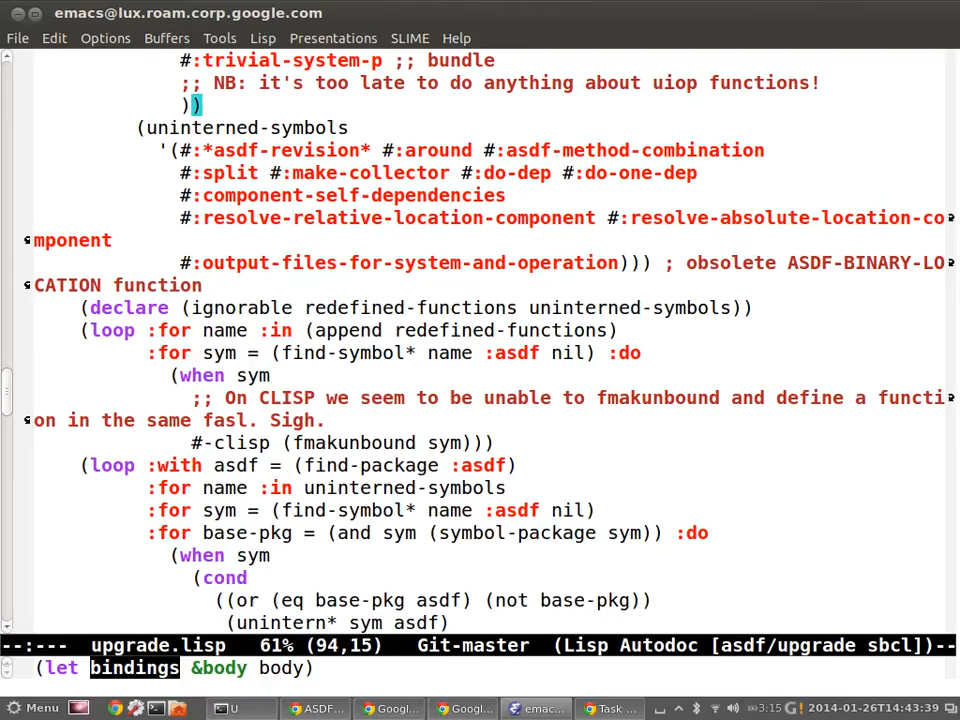 emacs@lux.roam.corp.google.com
File Edit Options Buffers Tools Lisp Presentations SLIME Help
#:trivial-system-p ;; bundle
;; NB: it's too late to do anything about uiop functions!
))
(uninterned-symbols
'(#:*asdf-revision* #:around #:asdf-method-combination
#:split #:make-collector #:do-dep #:do-one-dep
#:component-self-dependencies
#:resolve-relative-location-component #:resolve-absolute-location-co
mponent
#:output-files-for-system-and-operation))) ; obsolete ASDF-BINARY-LO
CATION function
(declare (ignorable redefined-functions uninterned-symbols))
(loop :for name :in (append redefined-functions)
:for sym = (find-symbol* name :asdf nil) :do
(when sym
;; On CLISP we seem to be unable to fmakunbound and define a functi
on in the same fasl. Sigh.
#-clisp (fmakunbound sym)))
(loop :with asdf = (find-package :asdf)
:for name :in uninterned-symbols
:for sym = (find-symbol* name :asdf nil)
:for base-pkg = (and sym (symbol-package sym)) :do
(when sym
(cond
((or (eq base-pkg asdf) (not base-pkg))
(unintern* sym asdf)
--:--- upgrade.lisp 61% (94,15) Git-master (Lisp Autodoc [asdf/upgrade sbcl])--
(let bindings &body body)
Menu U ASDF... Googl... Googl... emac... Task ... 3:15 2014-01-26T14:43:39